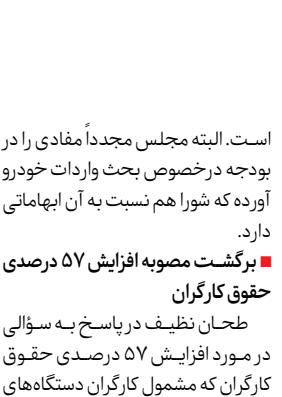 است. البته مجلس مجدداً مفادی را در
بودجه درخصوص بحث واردات خودرو
آورده که شورا هم نسبت به آن ابهاماتی
دارد.
■ برگشت مصوبه افزایش ۵۷ درصدی
حقوق کارگران
طحان نظیف در پاسخ به سؤالی
در مورد افزایش ۵۷ درصدی حقوق
کارگران که مشمول کارگران دستگاه‌های